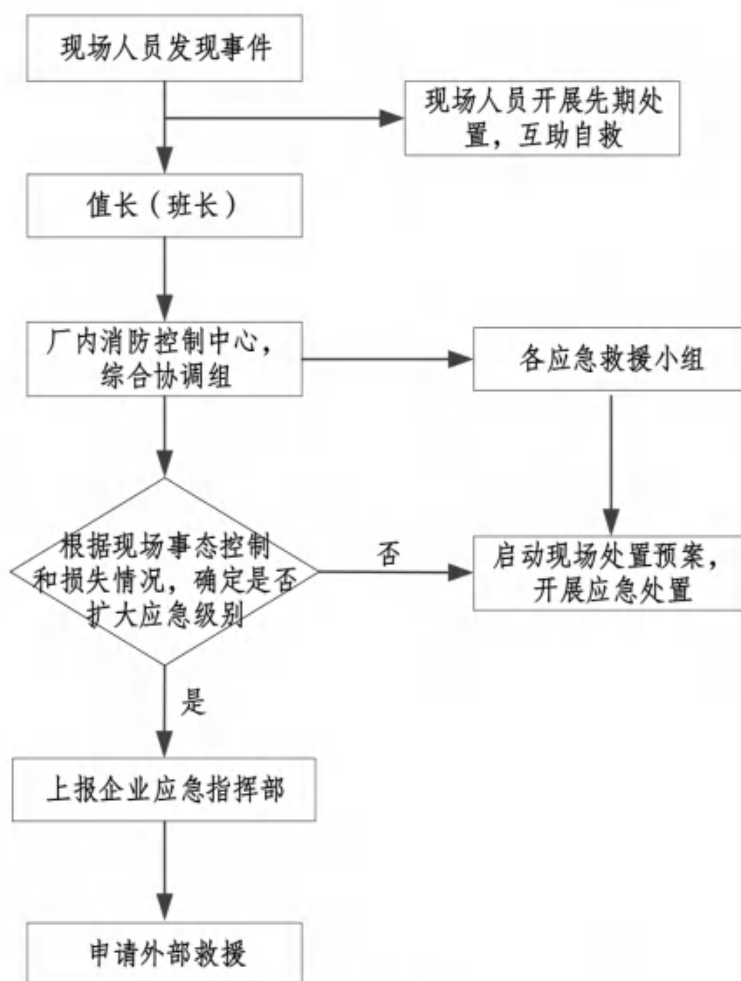 现场人员发现事件
现场人员开展先期处
置，互助自救
值长（班长）
厂内消防控制中心，
综合协调组
各应急救援小组
根据现场事态控制
和损失情况，确定是否
扩大应急级别
否
启动现场处置预案，
开展应急处置
是
上报企业应急指挥部
申请外部救援